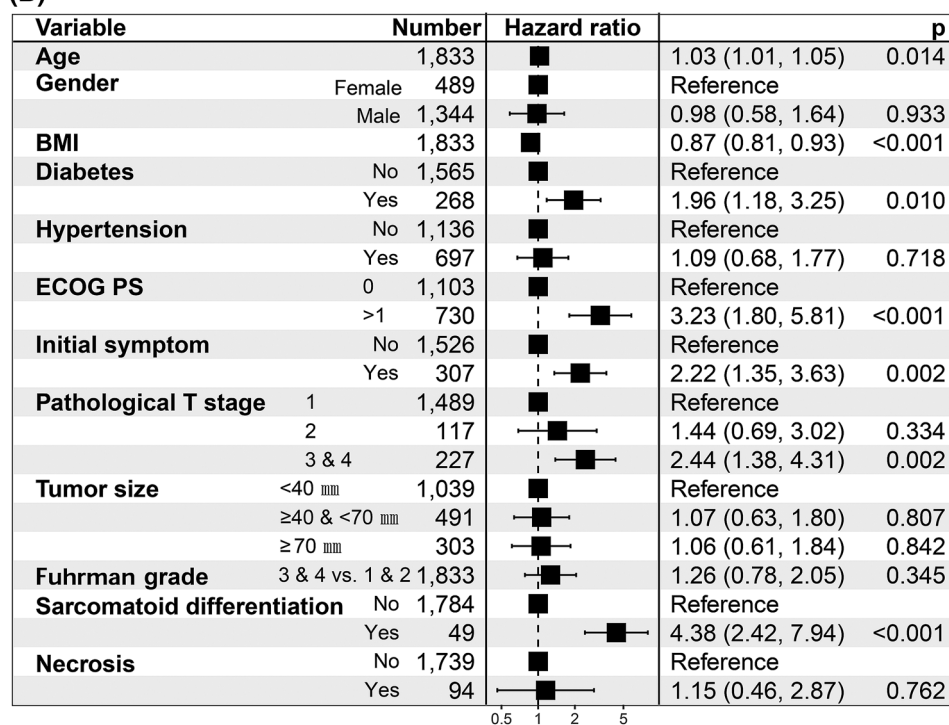 (B)
Variable Number Hazard ratio p
Age 1,833 1.03 (1.01, 1.05) 0.014
Gender Female 489 Reference
Male 1,344 0.98 (0.58, 1.64) 0.933
BMI 1,833 0.87 (0.81, 0.93) <0.001
Diabetes No 1,565 Reference
Yes 268 1.96 (1.18, 3.25) 0.010
Hypertension No 1,136 Reference
Yes 697 1.09 (0.68, 1.77) 0.718
ECOG PS 0 1,103 Reference
>1 730 3.23 (1.80, 5.81) <0.001
Initial symptom No 1,526 Reference
Yes 307 2.22 (1.35, 3.63) 0.002
Pathological T stage 1 1,489 Reference
2 117 1.44 (0.69, 3.02) 0.334
3 & 4 227 2.44 (1.38, 4.31) 0.002
Tumor size <40 ㎜ 1,039 Reference
≥40 & <70 ㎜ 491 1.07 (0.63, 1.80) 0.807
≥70 ㎜ 303 1.06 (0.61, 1.84) 0.842
Fuhrman grade 3 & 4 vs. 1 & 2 1,833 1.26 (0.78, 2.05) 0.345
Sarcomatoid differentiation No 1,784 Reference
Yes 49 4.38 (2.42, 7.94) <0.001
Necrosis No 1,739 Reference
Yes 94 1.15 (0.46, 2.87) 0.762
0.5 1 2 5